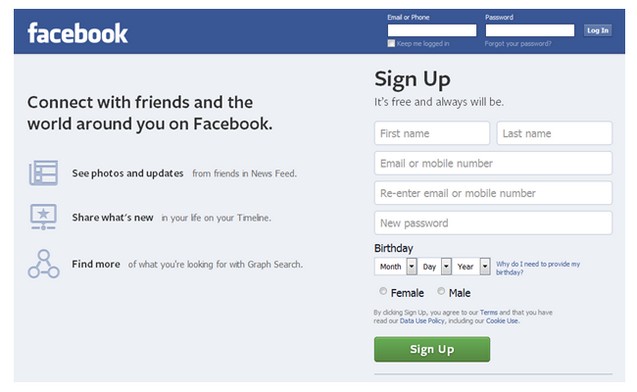 facebook
Email or Phone
Password
Log In
Keep me logged in
Forgot your password?
Connect with friends and the
world around you on Facebook.
See photos and updates from friends in News Feed.
Share what's new in your life on your Timeline.
Find more of what you're looking for with Graph Search.
Sign Up
It's free and always will be.
First name
Last name
Email or mobile number
Re-enter email or mobile number
New password
Birthday
Month Day Year
Why do I need to provide my
birthday?
Female Male
By clicking Sign Up, you agree to our Terms and that you have
read our Data Use Policy, including our Cookie Use.
Sign Up